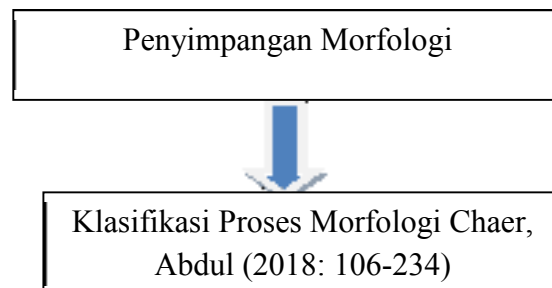 Penyimpangan Morfologi
Klasifikasi Proses Morfologi Chaer,
Abdul (2018: 106-234)